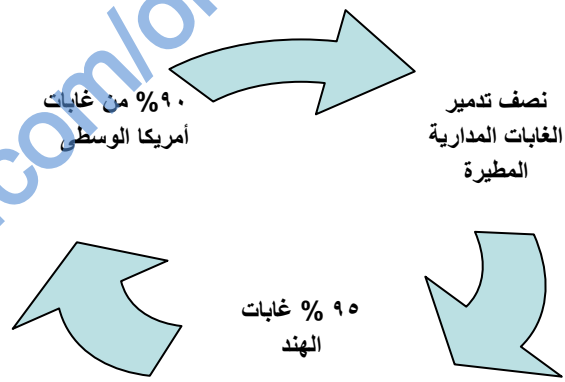 ٩٠% من غابات
أمريكا الوسطى
نصف تدمير
الغابات المدارية
المطيرة
٩٥ % غابات
الهند